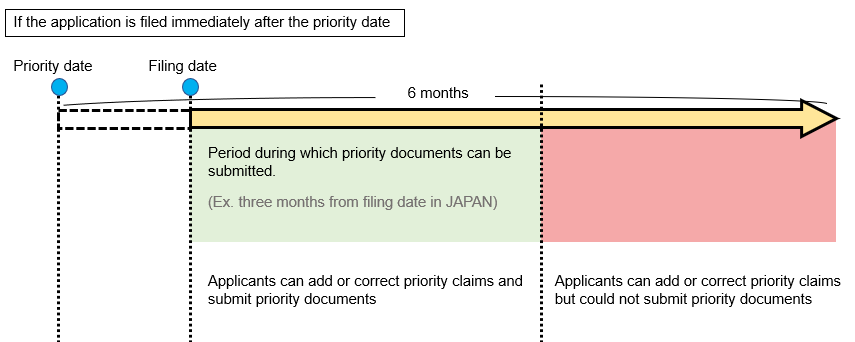 If the application is filed immediately after the priority date
Priority date
Filing date
6 months
Period during which priority documents can be
submitted.
(Ex. three months from filing date in JAPAN)
Applicants can add or correct priority claims and
submit priority documents
Applicants can add or correct priority claims
but could not submit priority documents